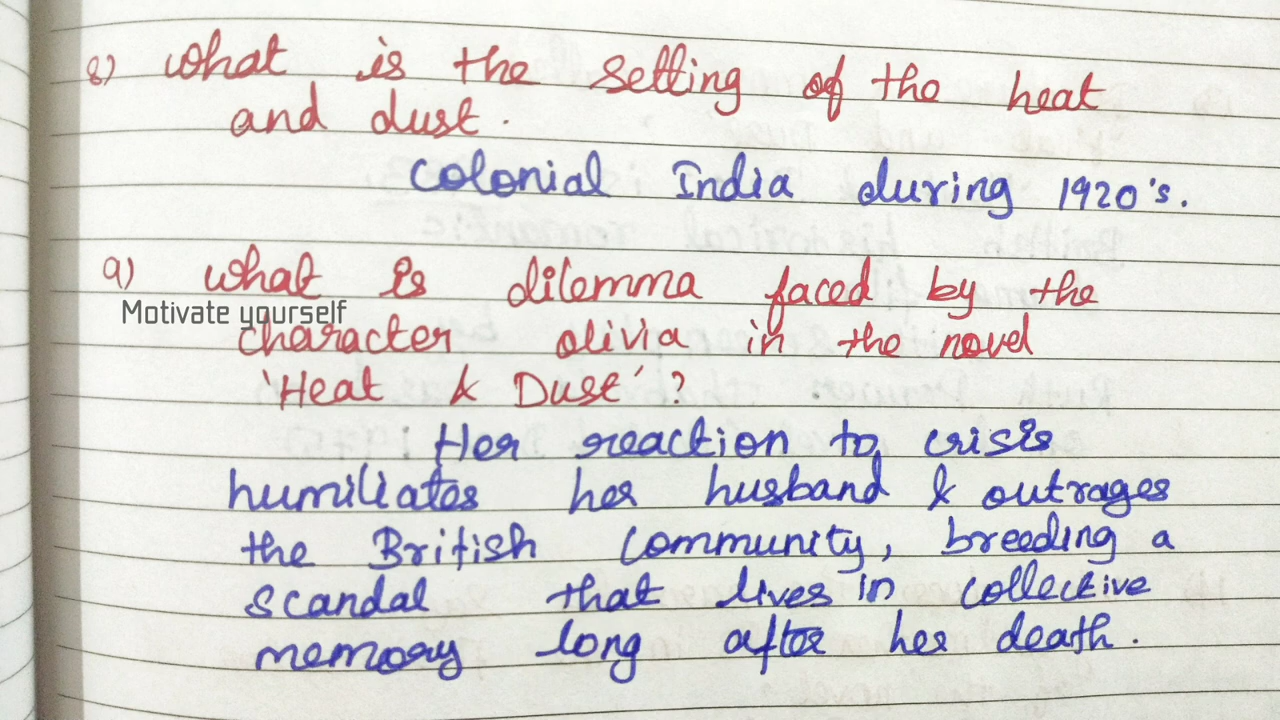 8) What is the setting of the heat
and dust.
Colonial India during 1920's.
9) What is dilemma faced by the
Motivate yourself
character olivia in the novel
'Heat & Dust'?
Her reaction to crisis
humiliates her husband & outrages
the British Community, breeding a
scandal that lives in collective
memory long after her death.